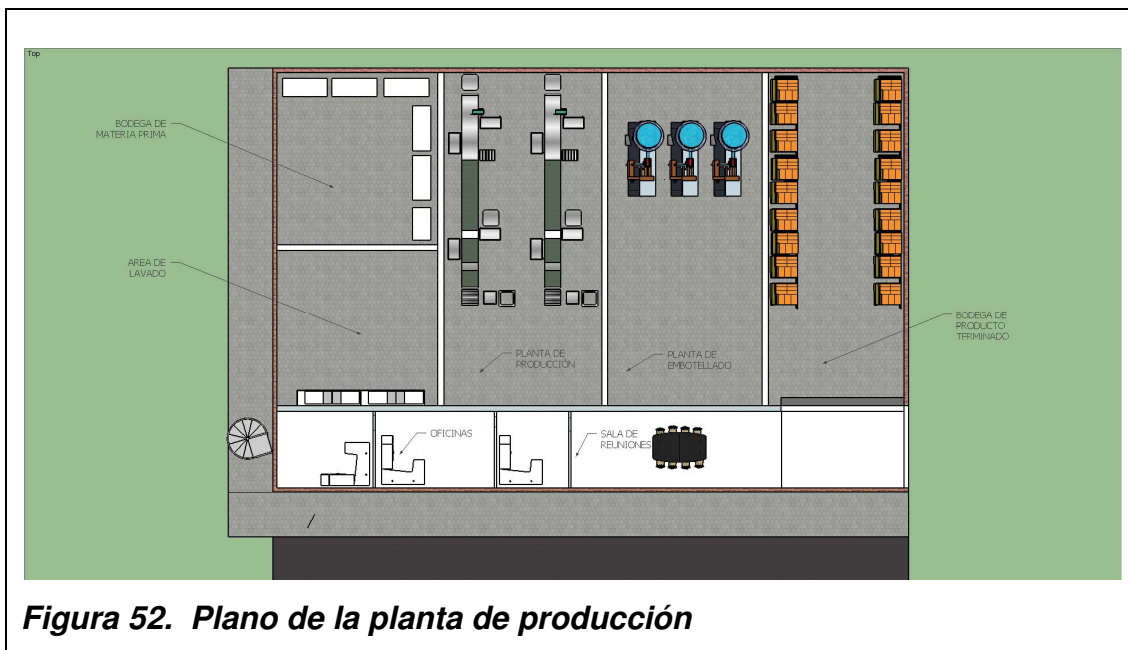 Top
BODEGA DE
MATERIA PRIMA
AREA DE
LAVADO
PLANTA DE
PRODUCCIÓN
PLANTA DE
EMBOTELLADO
BODEGA DE
PRODUCTO
TERMINADO
OFICINAS
SALA DE
REUNIONES
Figura 52. Plano de la planta de producción